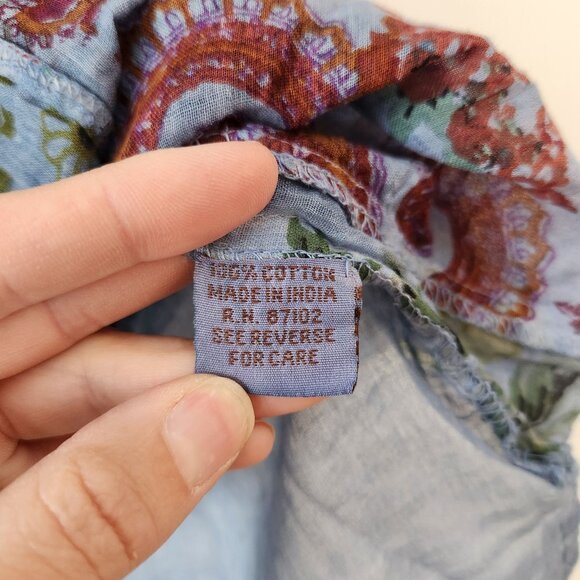 100% COTTON
MADE IN INDIA
R.N. 87102
SEE REVERSE
FOR CARE